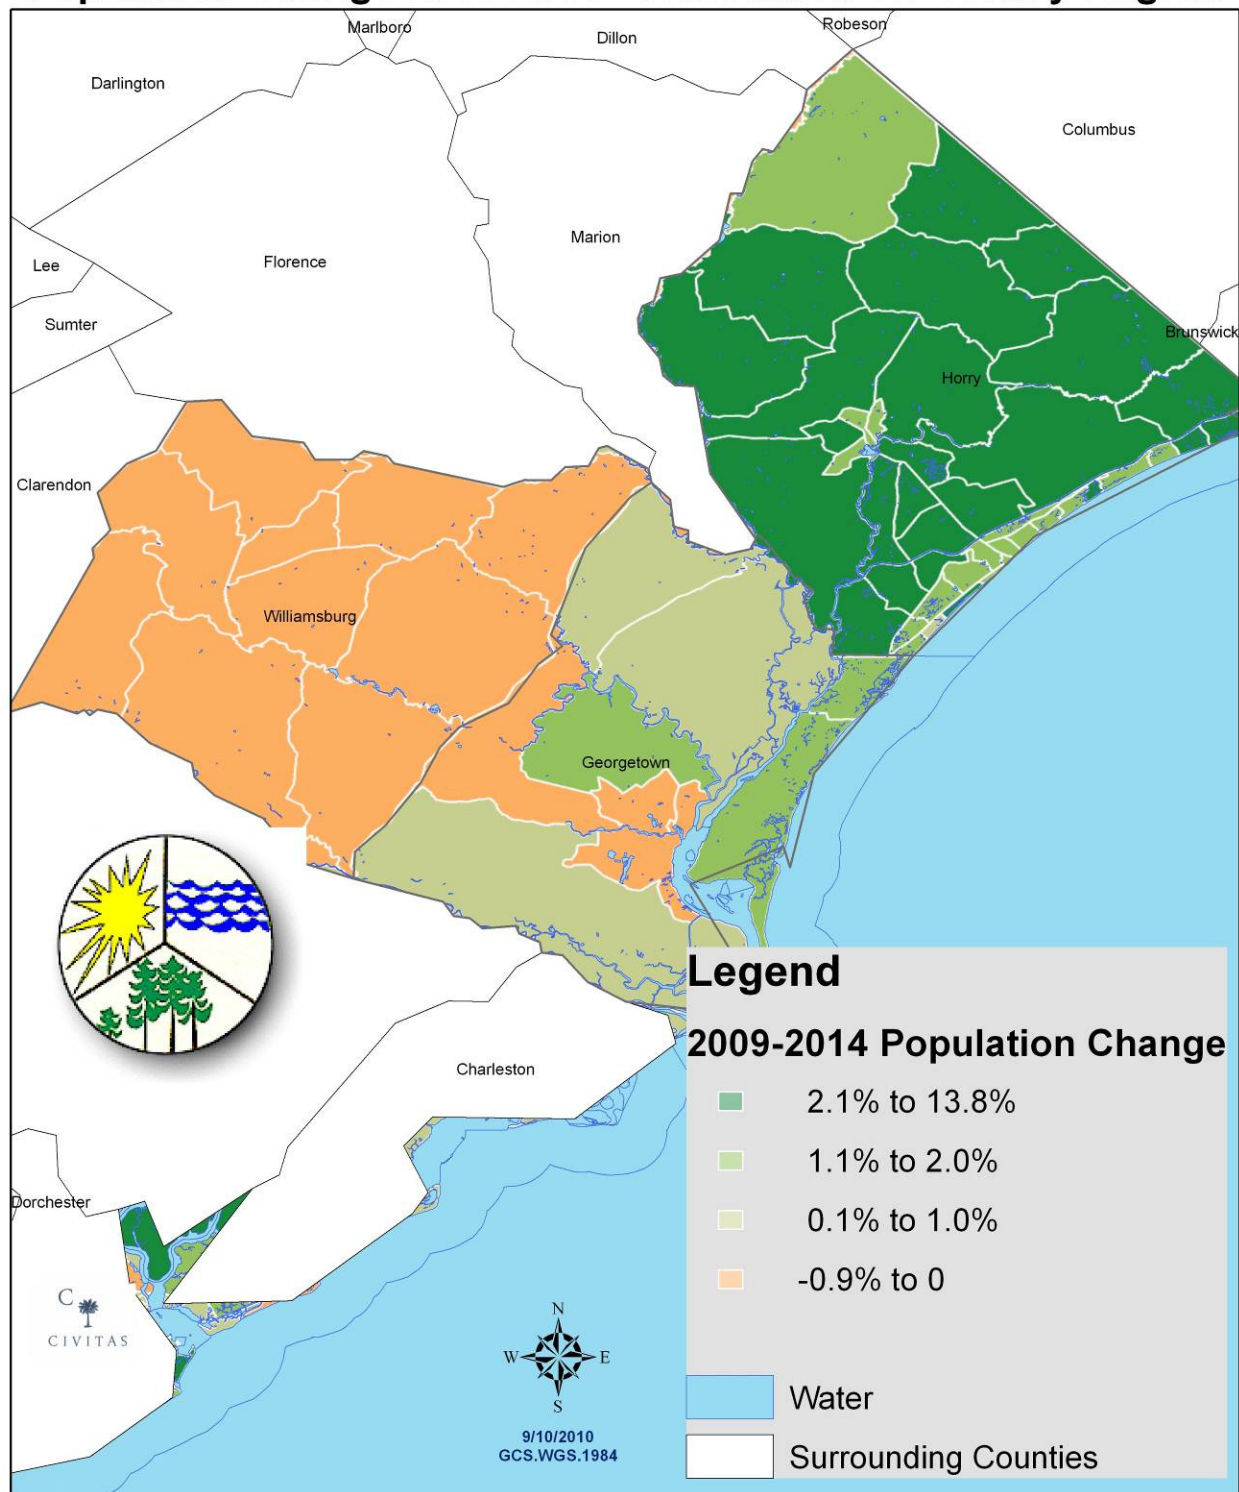 Marlboro
Robeson
Dillon
Darlington
Columbus
Marion
Florence
Lee
Sumter
Brunswick
Horry
Clarendon
Williamsburg
Georgetown
Legend
2009-2014 Population Change
2.1% to 13.8%
1.1% to 2.0%
0.1% to 1.0%
-0.9% to 0
Water
Surrounding Counties
Charleston
Dorchester
C
CIVITAS
N
W
E
S
9/10/2010
GCS.WGS.1984